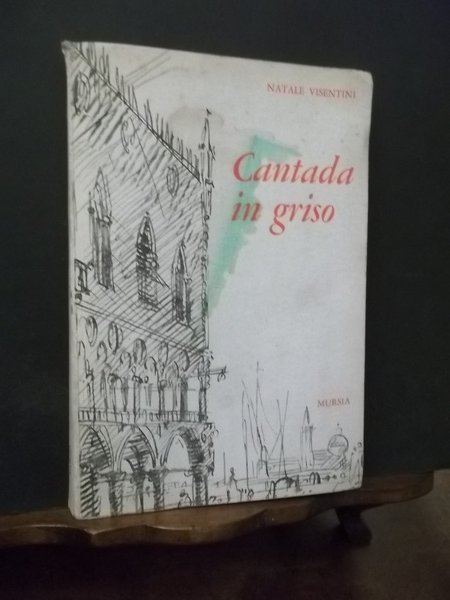 NATALE VISENTINI
Cantada
in griso
MURSIA